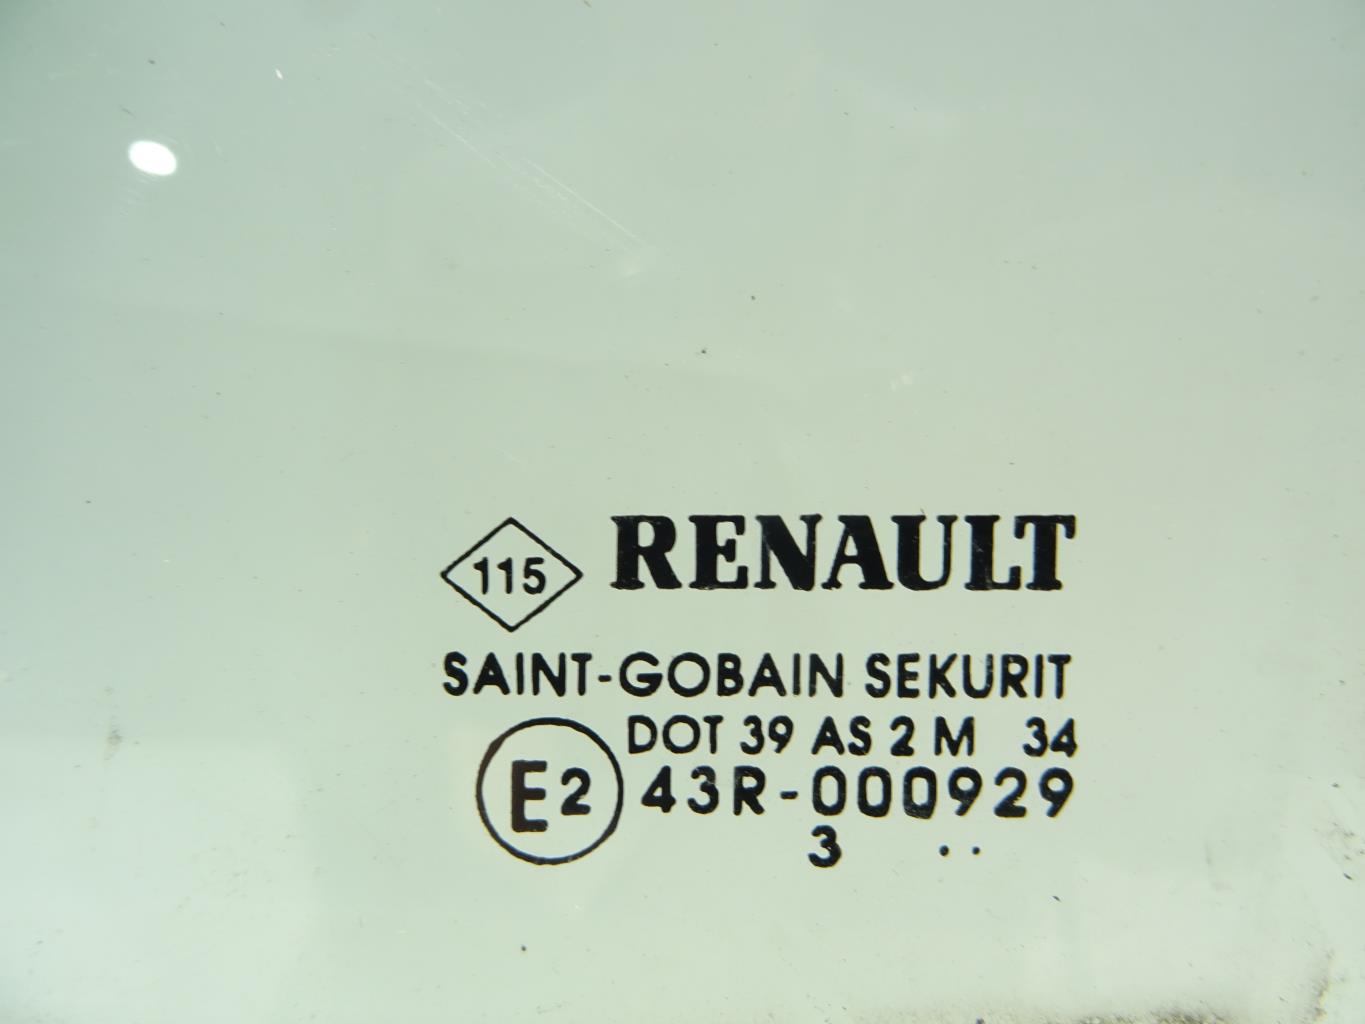 115 RENAULT
SAINT-GOBAIN SEKURIT
DOT 39 AS 2 M 34
E2 43R-000929
3 ..